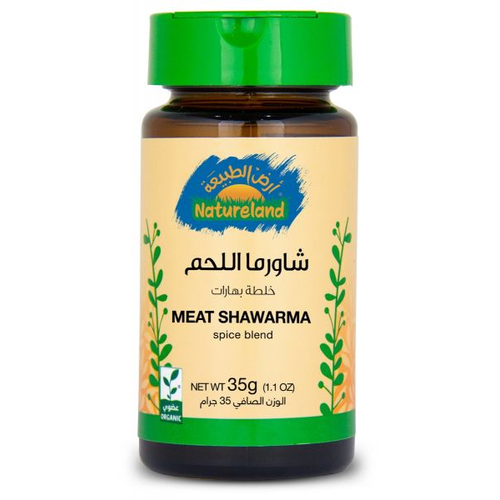 أرض الطبيعة
Natureland
شاورما اللحم
خلطة بهارات
MEAT SHAWARMA
spice blend
NET WT 35g (1.1 OZ)
الوزن الصافي 35 جرام
عضوي
ORGANIC